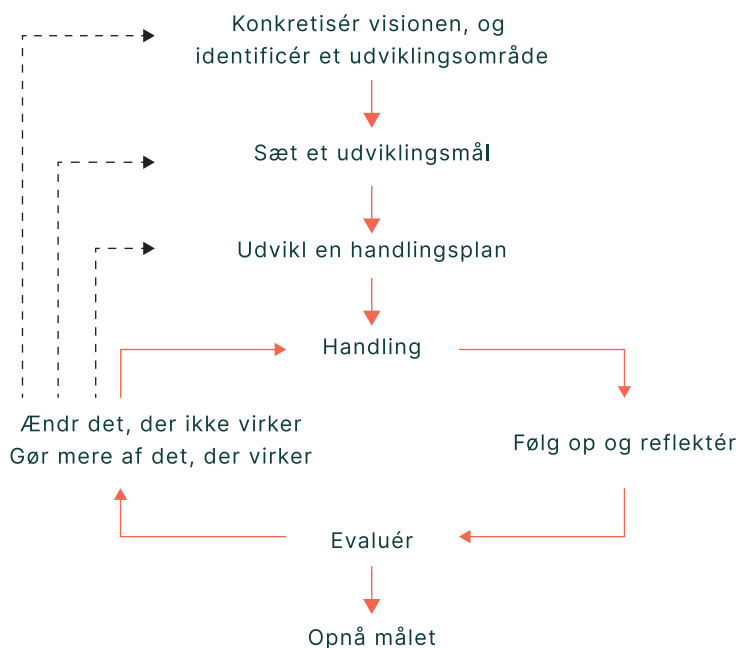 Konkretisér visionen, og
identificér et udviklingsområde
Sæt et udviklingsmål
Udvikl en handlingsplan
Handling
Ændr det, der ikke virker
Gør mere af det, der virker
Følg op og reflektér
Evaluér
Opnå målet